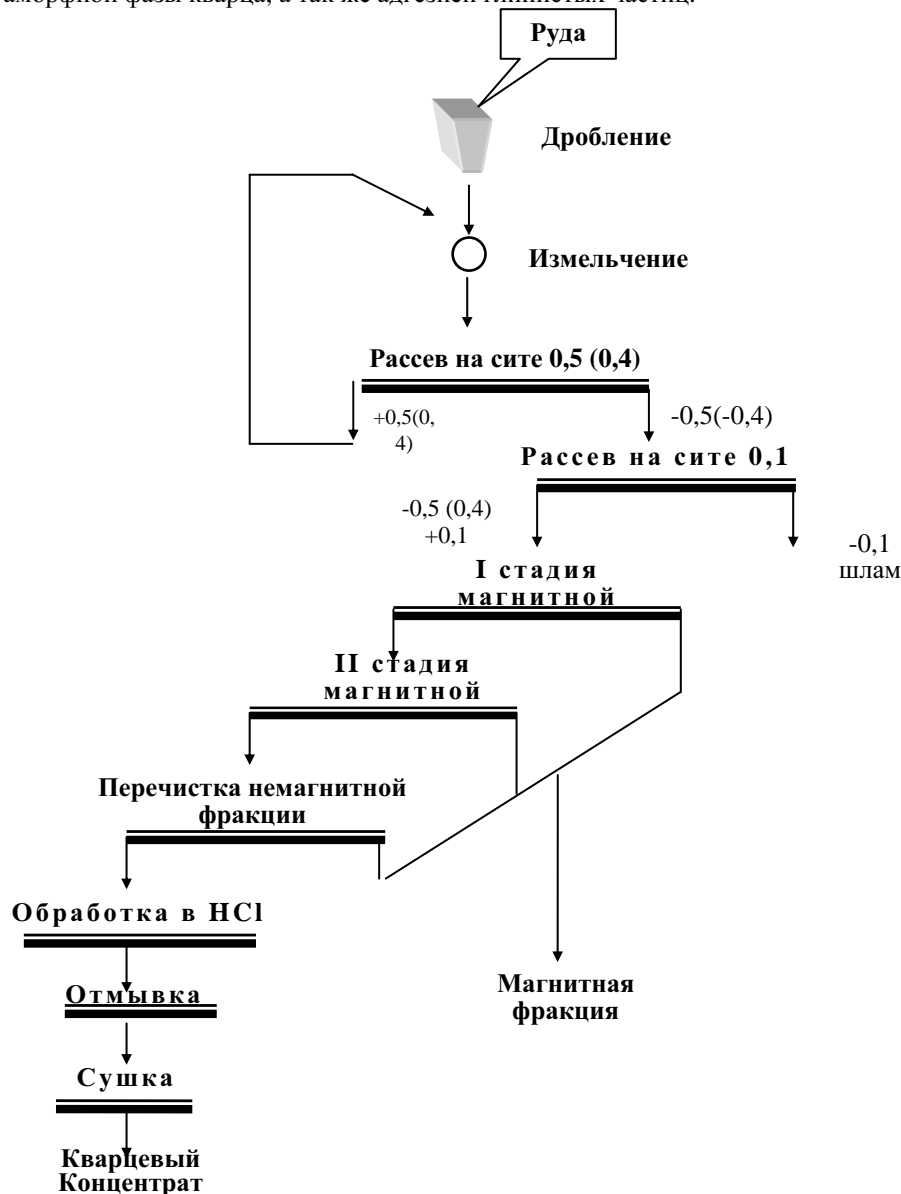 аморфной фазы кварца, а так же адгезией глинистых частиц.
Руда
Дробление
Измельчение
Рассев на сите 0,5 (0,4)
+0,5(0,
4)
-0,5(-0,4)
Рассев на сите 0,1
-0,5 (0,4)
+0,1
-0,1
шлам
I стадия
магнитной
II стадия
магнитной
Перечистка немагнитной
фракции
Обработка в HCl
Отмывка
Магнитная
фракция
Сушка
Кварцевый
Концентрат